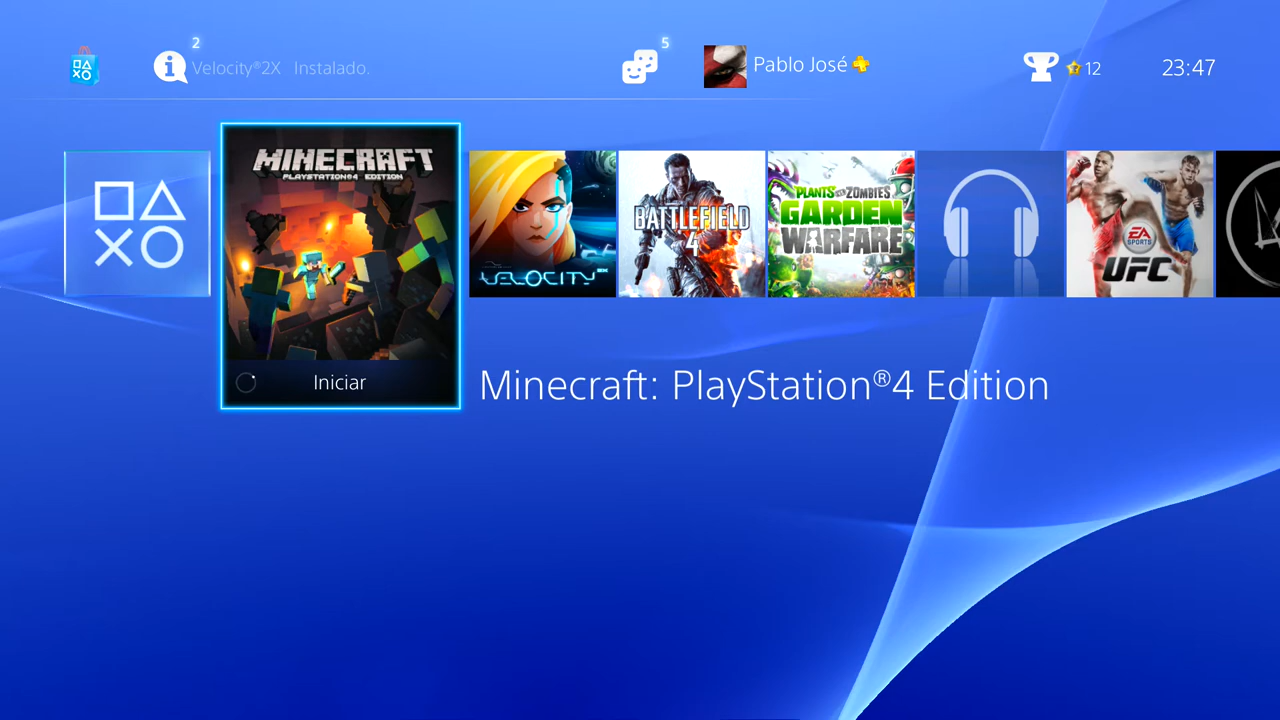 2
Velocity®2X Instalado.
5
Pablo José
12
23:47
MINECRAFT
PLAYSTATION®4 EDITION
VELOCITY 2X
BATTLEFIELD
4
PLANTS VS ZOMBIES
GARDEN
WARFARE
EA
SPORTS
UFC
Iniciar
Minecraft: PlayStation®4 Edition